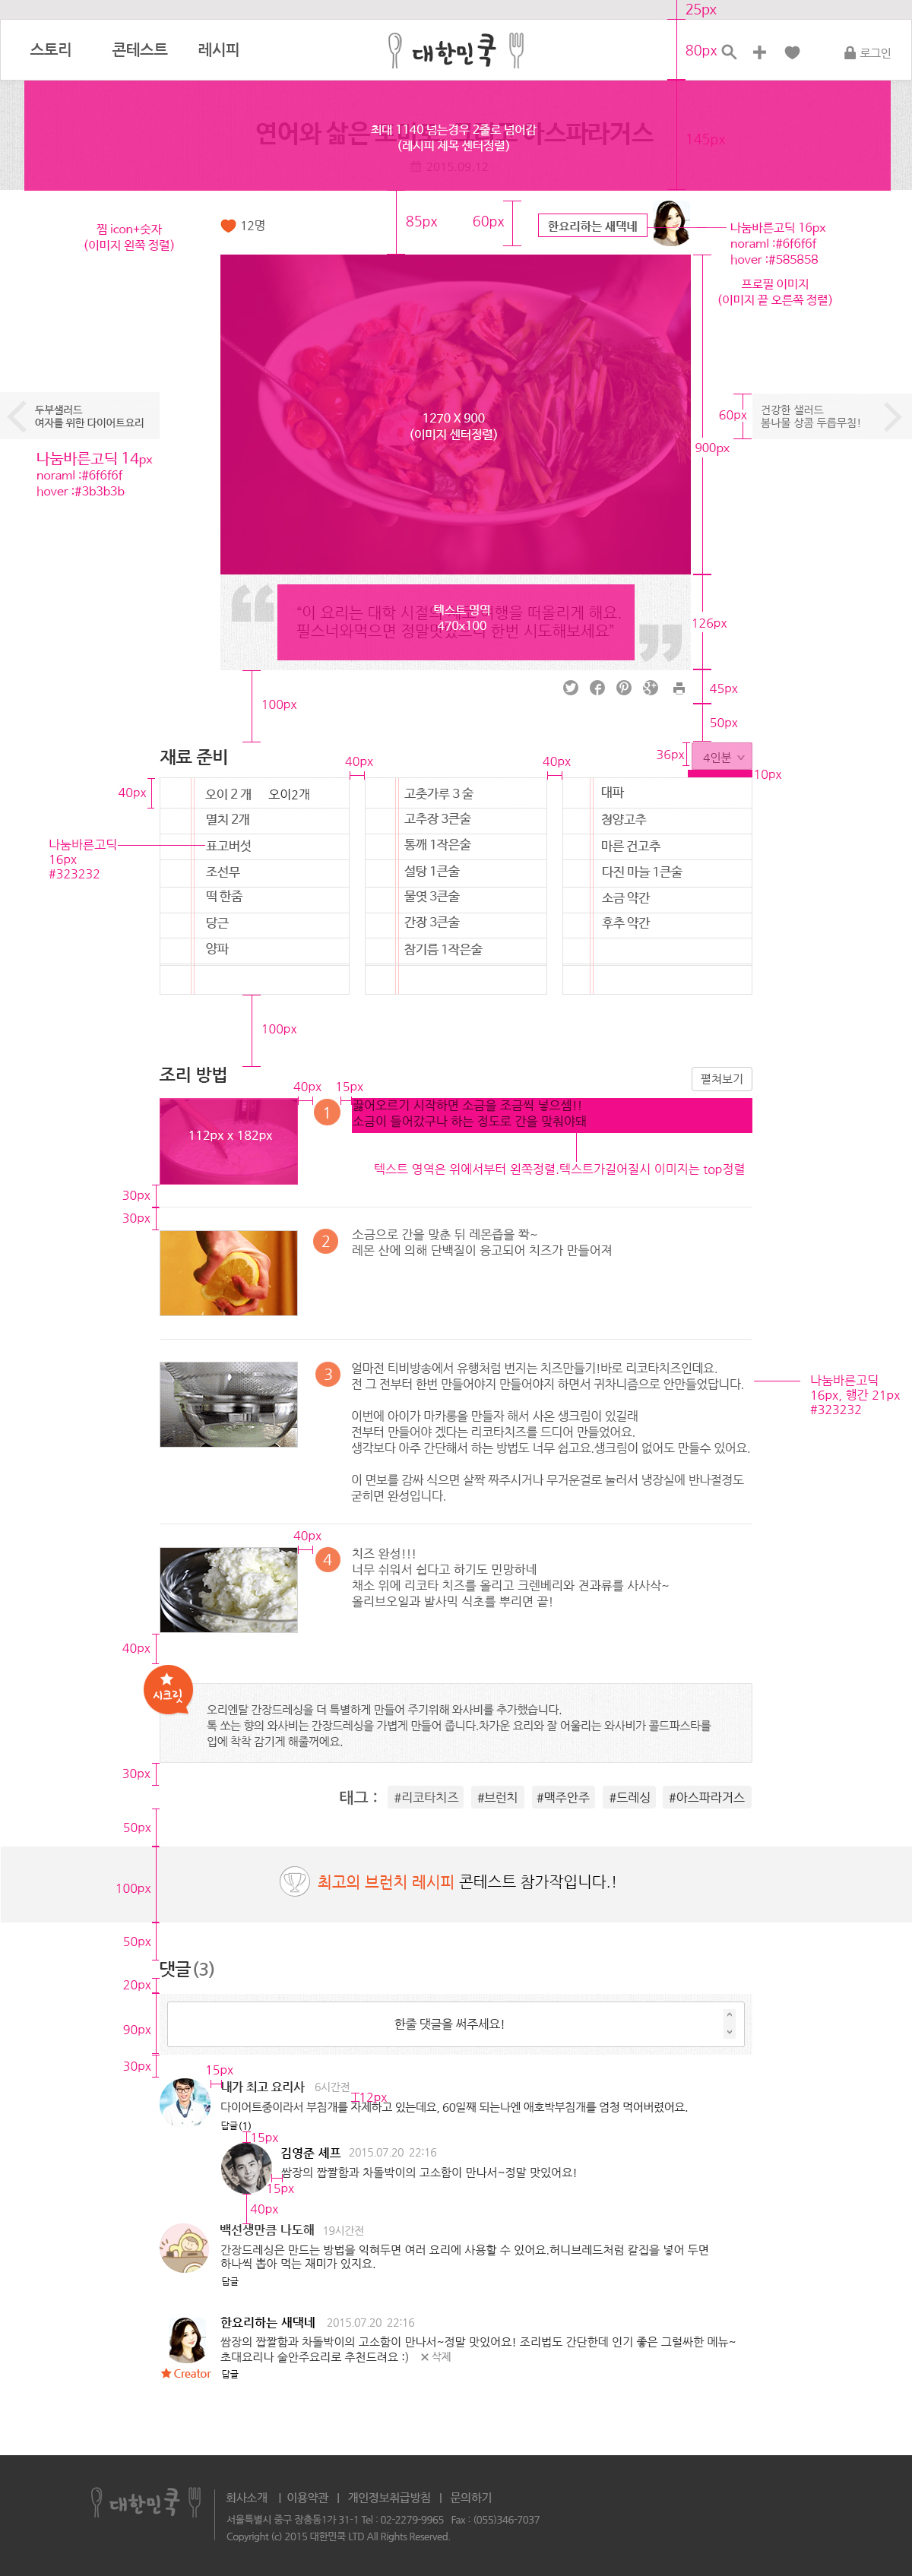 25px
스토리
콘테스트
레시피
대한민쿡
80px
로그인
연어와 삶은
아스파라거스
최대 1140 넘는경우 2줄로 넘어감
(레시피 제목 센터정렬)
145px
2015.09.12
찜 icon+숫자
(이미지 왼쪽 정렬)
12명
85px
60px
한요리하는 새댁네
나눔바른고딕 16px
noraml :#6f6f6f
hover :#585858
프로필 이미지
(이미지 끝 오른쪽 정렬)
두부샐러드
여자를 위한 다이어트요리
나눔바른고딕 14px
noraml :#6f6f6f
hover :#3b3b3b
1270 X 900
(이미지 센터정렬)
60px
건강한 샐러드
봄나물 상콤 두릅무침!
900px
“이 요리는 대학 시절의 여행을 떠올리게 해요.
필스너와먹으면 정말맛있으니 한번 시도해보세요”
텍스트 영역
470x100
126px
45px
50px
100px
재료 준비
40px
40px
36px
4인분
10px
40px
오이 2 개
오이2개
멸치 2개
표고버섯
조선무
떡 한줌
당근
양파
고춧가루 3 술
고추장 3큰술
통깨 1작은술
설탕 1큰술
물엿 3큰술
간장 3큰술
참기름 1작은술
대파
청양고추
마른 건고추
다진 마늘 1큰술
소금 약간
후추 약간
나눔바른고딕
16px
#323232
100px
조리 방법
펼쳐보기
40px
15px
112px x 182px
1
끓어오르기 시작하면 소금을 조금씩 넣으셈!!
소금이 들어갔구나 하는 정도로 간을 맞춰야돼
텍스트 영역은 위에서부터 왼쪽정렬.텍스트가길어질시 이미지는 top정렬
30px
30px
2
소금으로 간을 맞춘 뒤 레몬즙을 쫙~
레몬 산에 의해 단백질이 응고되어 치즈가 만들어져
3
얼마전 티비방송에서 유행처럼 번지는 치즈만들기!바로 리코타치즈인데요.
전 그 전부터 한번 만들어야지 만들어야지 하면서 귀차니즘으로 안만들었답니다.
이번에 아이가 마카롱을 만들자 해서 사온 생크림이 있길래
전부터 만들어야 겠다는 리코타치즈를 드디어 만들었어요.
생각보다 아주 간단해서 하는 방법도 너무 쉽고요.생크림이 없어도 만들수 있어요.
이 면보를 감싸 식으면 살짝 짜주시거나 무거운걸로 눌러서 냉장실에 반나절정도
굳히면 완성입니다.
나눔바른고딕
16px, 행간 21px
#323232
40px
4
치즈 완성!!!
너무 쉬워서 쉽다고 하기도 민망하네
채소 위에 리코타 치즈를 올리고 크렌베리와 견과류를 사사삭~
올리브오일과 발사믹 식초를 뿌리면 끝!
40px
시크릿
오리엔탈 간장드레싱을 더 특별하게 만들어 주기위해 와사비를 추가했습니다.
톡 쏘는 향의 와사비는 간장드레싱을 가볍게 만들어 줍니다.차가운 요리와 잘 어울리는 와사비가 콜드파스타를
입에 착착 감기게 해줄꺼에요.
30px
태그 :
#리코타치즈
#브런치
#맥주안주
#드레싱
#아스파라거스
50px
100px
최고의 브런치 레시피 콘테스트 참가작입니다.!
50px
댓글(3)
20px
90px
한줄 댓글을 써주세요!
30px
15px
내가 최고 요리사
6시간전
12px
다이어트중이라서 부침개를 자제하고 있는데요, 60일째 되는나엔 애호박부침개를 엄청 먹어버렸어요.
답글(1)
15px
김영준 셰프
2015.07.20 22:16
쌈장의 짭짤함과 차돌박이의 고소함이 만나서~정말 맛있어요!
15px
40px
백선생만큼 나도해
19시간전
간장드레싱은 만드는 방법을 익혀두면 여러 요리에 사용할 수 있어요.허니브레드처럼 칼집을 넣어 두면
하나씩 뽑아 먹는 재미가 있지요.
답글
한요리하는 새댁네
2015.07.20 22:16
쌈장의 짭짤함과 차돌박이의 고소함이 만나서~정말 맛있어요! 조리법도 간단한데 인기 좋은 그럴싸한 메뉴~
초대요리나 술안주요리로 추천드려요 :)
삭제
Creator
답글
대한민쿡
회사소개 | 이용약관 | 개인정보취급방침 | 문의하기
서울특별시 중구 장충동1가 31-1 Tel : 02-2279-9965 Fax : (055)346-7037
Copyright (c) 2015 대한민쿡 LTD All Rights Reserved.